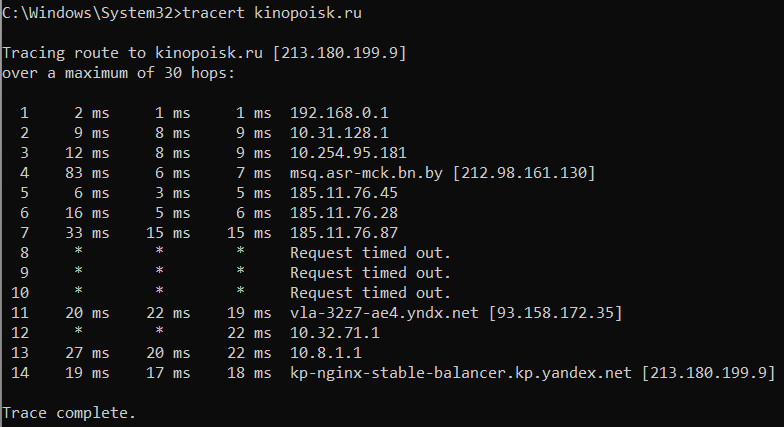 C:\Windows\System32>tracert kinopoisk.ru
Tracing route to kinopoisk.ru [213.180.199.9]
over a maximum of 30 hops:
1 2 ms 1 ms 1 ms 192.168.0.1
2 9 ms 8 ms 9 ms 10.31.128.1
3 12 ms 8 ms 9 ms 10.254.95.181
4 83 ms 6 ms 7 ms msq.asr-mck.bn.by [212.98.161.130]
5 6 ms 3 ms 5 ms 185.11.76.45
6 16 ms 5 ms 6 ms 185.11.76.28
7 33 ms 15 ms 15 ms 185.11.76.87
8 * * * Request timed out.
9 * * * Request timed out.
10 * * * Request timed out.
11 20 ms 22 ms 19 ms vla-32z7-ae4.yndx.net [93.158.172.35]
12 * * 22 ms 10.32.71.1
13 27 ms 20 ms 22 ms 10.8.1.1
14 19 ms 17 ms 18 ms kp-nginx-stable-balancer.kp.yandex.net [213.180.199.9]
Trace complete.